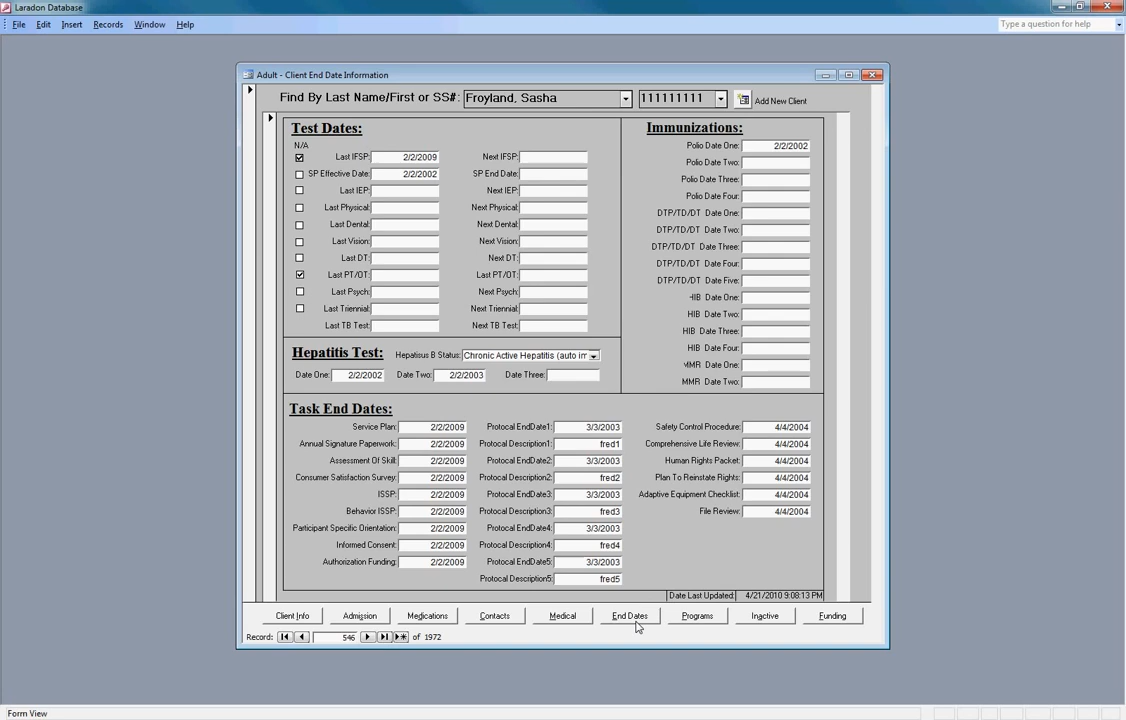 Laradon Database
File Edit Insert Records Window Help Type a question for help
Adult - Client End Date Information
Find By Last Name/First or SS#: Froyland, Sasha 111111111 Add New Client
Test Dates:
N/A
Last IFSP: 2/2/2009 Next IFSP:
SP Effective Date: 2/2/2002 SP End Date:
Last IEP: Next IEP:
Last Physical: Next Physical:
Last Dental: Next Dental:
Last Vision: Next Vision:
Last DT: Next DT:
Last PT/OT: Last PT/OT:
Last Psych: Next Psych:
Last Triennial: Next Triennial:
Last TB Test: Next TB Test:
Immunizations:
Polio Date One: 2/2/2002
Polio Date Two:
Polio Date Three:
Polio Date Four:
DTP/TD/DT Date One:
DTP/TD/DT Date Two:
DTP/TD/DT Date Three:
DTP/TD/DT Date Four:
DTP/TD/DT Date Five:
HIB Date One:
HIB Date Two:
HIB Date Three:
HIB Date Four:
MMR Date One:
MMR Date Two:
Hepatitis Test: Hepatisus B Status: Chronic Active Hepatitis (auto im
Date One: 2/2/2002 Date Two: 2/2/2003 Date Three:
Task End Dates:
Service Plan: 2/2/2009 Protocal EndDate1: 3/3/2003 Safety Control Procedure: 4/4/2004
Annual Signature Paperwork: 2/2/2009 Protocal Description1: fred1 Comprehensive Life Review: 4/4/2004
Assessment Of Skill: 2/2/2009 Protocal EndDate2: 3/3/2003 Human Rights Packet: 4/4/2004
Consumer Satisfaction Survey: 2/2/2009 Protocal Description2: fred2 Plan To Reinstate Rights: 4/4/2004
ISSP: 2/2/2009 Protocal EndDate3: 3/3/2003 Adaptive Equipment Checklist: 4/4/2004
Behavior ISSP: 2/2/2009 Protocal Description3: fred3 File Review: 4/4/2004
Participant Specific Orientation: 2/2/2009 Protocal EndDate4: 3/3/2003
Informed Consent: 2/2/2009 Protocal Description4: fred4
Authorization Funding: 2/2/2009 Protocal EndDate5: 3/3/2003
Protocal Description5: fred5
Date Last Updated: 4/21/2010 9:08:13 PM
Client Info Admission Medications Contacts Medical End Dates Programs Inactive Funding
Record: 546 of 1972
Form View